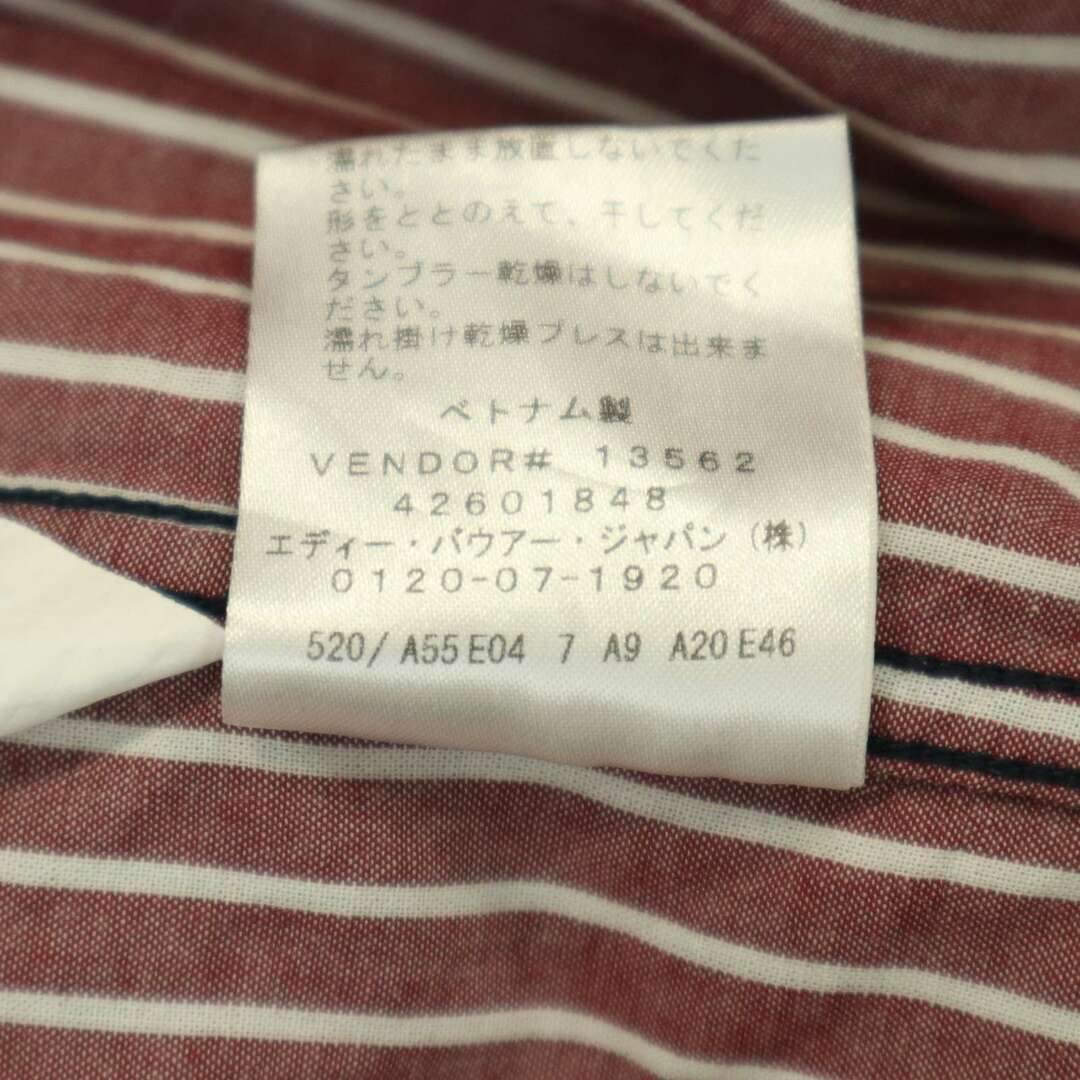 濡れたまま放置しないでくだ
さい。
形をととのえて、干してくだ
さい。
タンブラー乾燥はしないでく
ださい。
濡れ掛け乾燥プレスは出来ま
せん。
ベトナム製
VENDOR# 13562
42601848
エディー・バウアー・ジャパン（株）
0120-07-1920
520/ A55E04 7 A9 A20E46